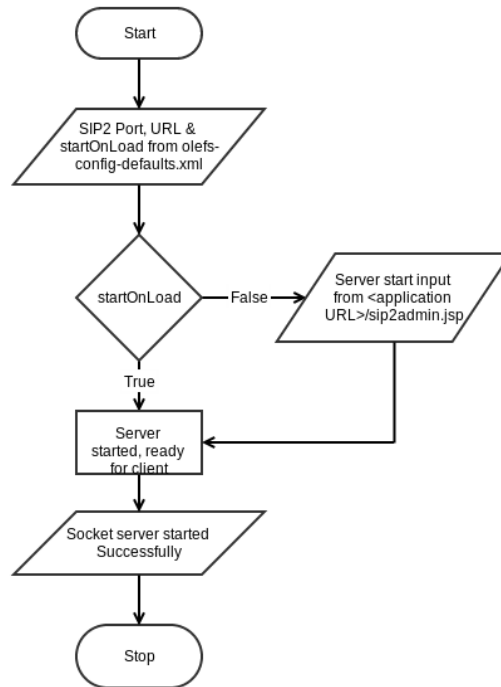 Start
SIP2 Port, URL &
startOnLoad from olefs-
config-defaults.xml
startOnLoad
False
Server start input
from <application
URL>/sip2admin.jsp
True
Server
started, ready
for client
Socket server started
Successfully
Stop